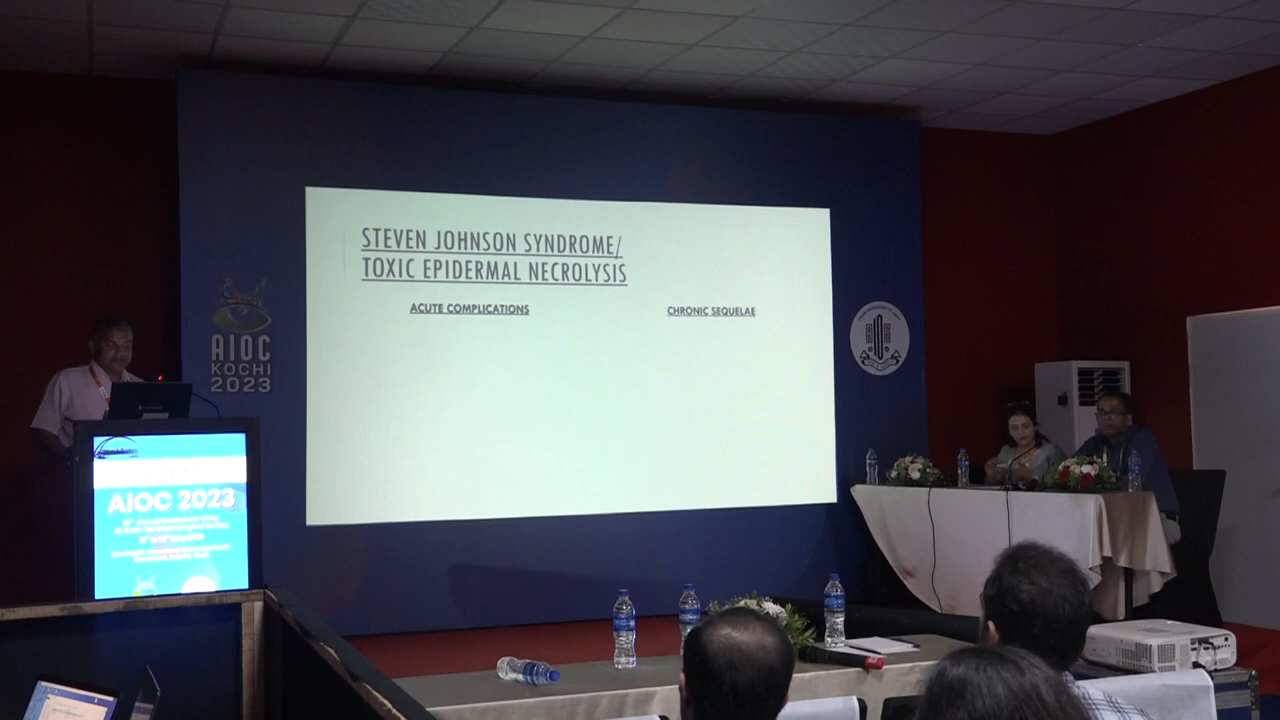 STEVEN JOHNSON SYNDROME/
TOXIC EPIDERMAL NECROLYSIS
ACUTE COMPLICATIONS
CHRONIC SEQUELAE
AIOC
KOCHI
2023
AIOC 2023